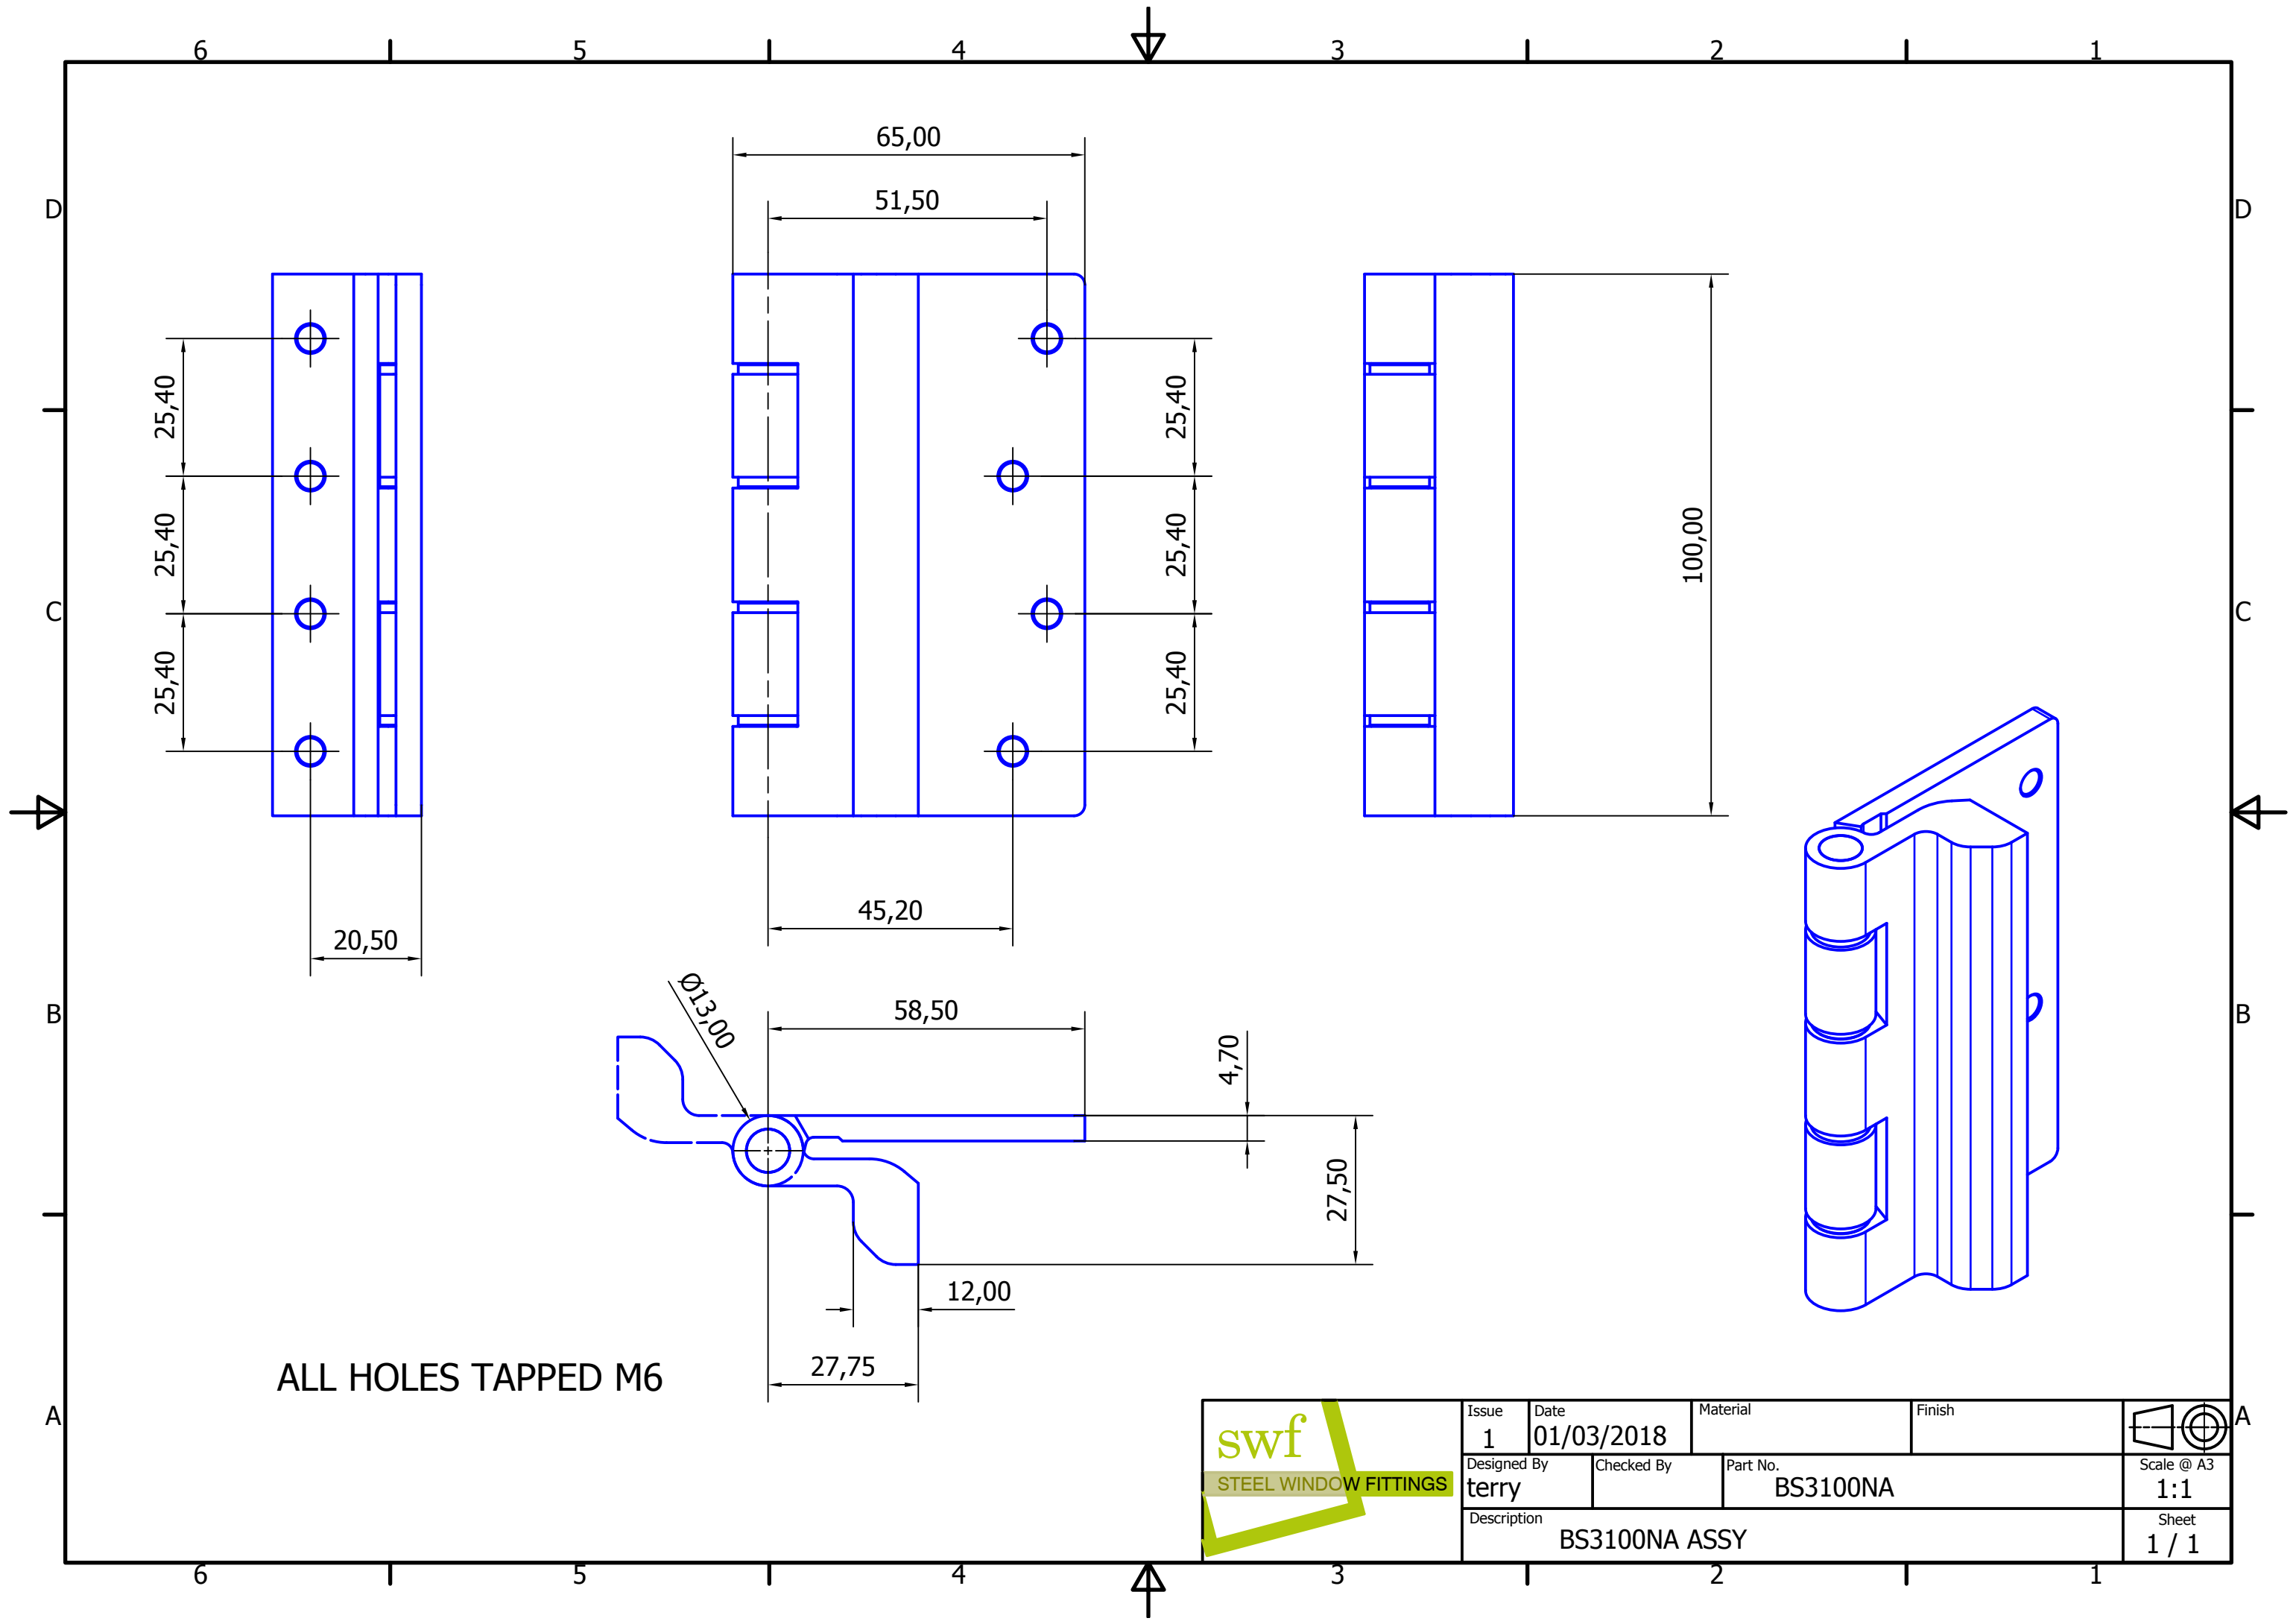 6 5 4 3 2 1
D D
65,00
51,50
25,40 25,40
25,40 25,40
100,00
C C
25,40 25,40
45,20
20,50
Ø13,00
58,50
B B
4,70
27,50
12,00
27,75
ALL HOLES TAPPED M6
A A
swf
STEEL WINDOW FITTINGS
Issue
1
Date
01/03/2018
Material
Finish
Designed By
terry
Checked By
Part No.
BS3100NA
Scale @ A3
1:1
Description
BS3100NA ASSY
Sheet
1 / 1
6 5 4 3 2 1